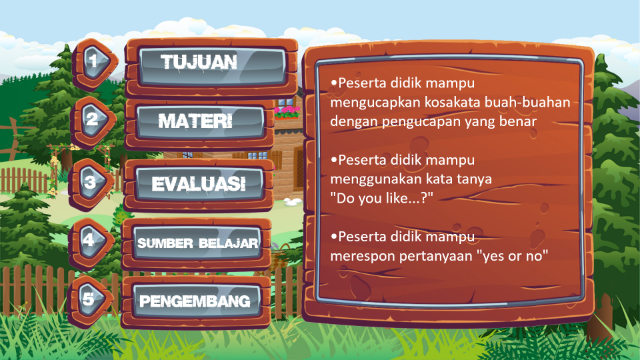 1 TUJUAN
2 MATERI
3 EVALUASI
4 SUMBER BELAJAR
5 PENGEMBANG
•Peserta didik mampu
mengucapkan kosakata buah-buahan
dengan pengucapan yang benar
•Peserta didik mampu
menggunakan kata tanya
"Do you like...?"
•Peserta didik mampu
merespon pertanyaan "yes or no"